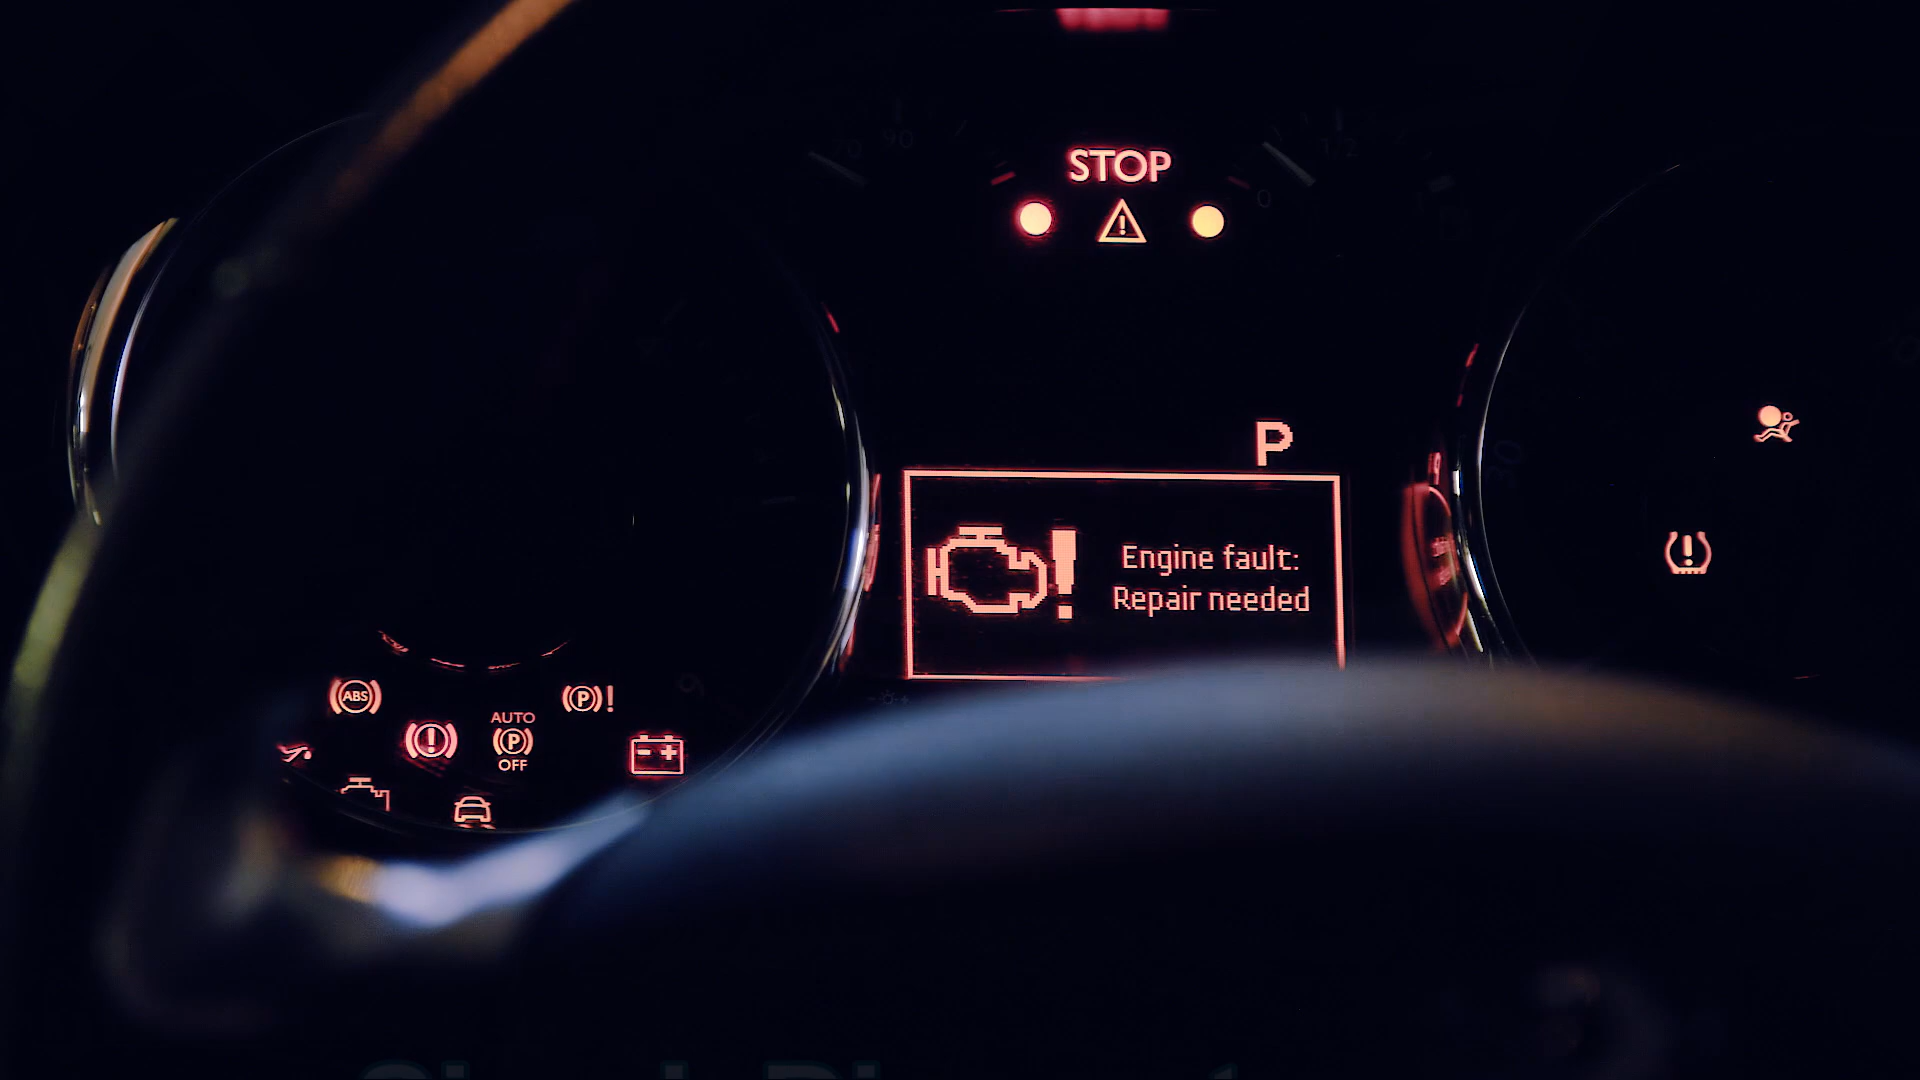 STOP
P
Engine fault:
Repair needed
ABS
P
!
AUTO
P
OFF